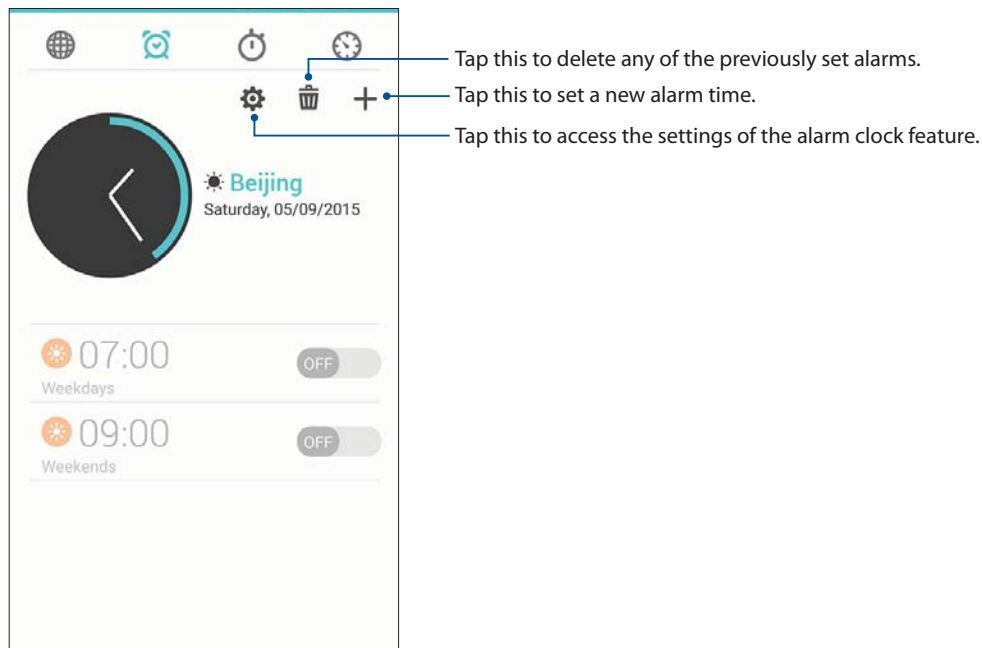 Tap this to delete any of the previously set alarms.
Tap this to set a new alarm time.
Tap this to access the settings of the alarm clock feature.
Beijing
Saturday, 05/09/2015
07:00
OFF
Weekdays
09:00
OFF
Weekends